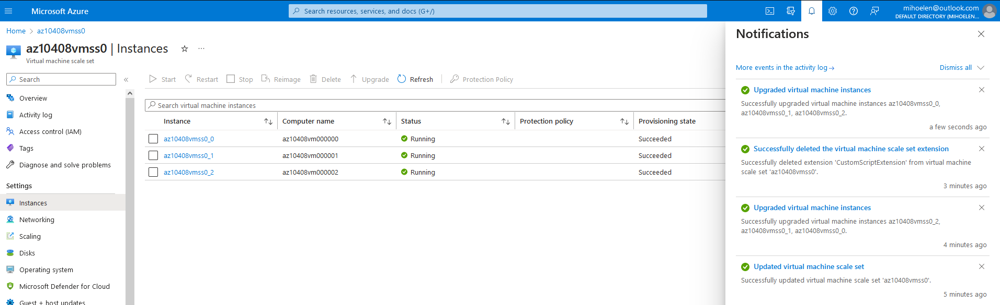 Microsoft Azure
Search resources, services, and docs (G+/)
mihoelen@outlook.com
DEFAULT DIRECTORY (MIHOELEN...
Home > az10408vmss0
az10408vmss0 | Instances ...
Virtual machine scale set
Search
«
Overview
Activity log
Access control (IAM)
Tags
Diagnose and solve problems
Settings
Instances
Networking
Scaling
Disks
Operating system
Microsoft Defender for Cloud
Guest + host updates
Start Restart Stop Reimage Delete Upgrade Refresh Protection Policy
Search virtual machine instances
Instance Computer name Status Protection policy Provisioning state
az10408vmss0_0 az10408vm000000 Running Succeeded
az10408vmss0_1 az10408vm000001 Running Succeeded
az10408vmss0_2 az10408vm000002 Running Succeeded
Notifications
More events in the activity log → Dismiss all
Upgraded virtual machine instances
Successfully upgraded virtual machine instances az10408vmss0_0,
az10408vmss0_1, az10408vmss0_2.
a few seconds ago
Successfully deleted the virtual machine scale set extension
Successfully deleted extension 'CustomScriptExtension' from virtual machine
scale set 'az10408vmss0'.
3 minutes ago
Upgraded virtual machine instances
Successfully upgraded virtual machine instances az10408vmss0_2,
az10408vmss0_1, az10408vmss0_0.
4 minutes ago
Updated virtual machine scale set
Successfully updated virtual machine scale set 'az10408vmss0'.
5 minutes ago